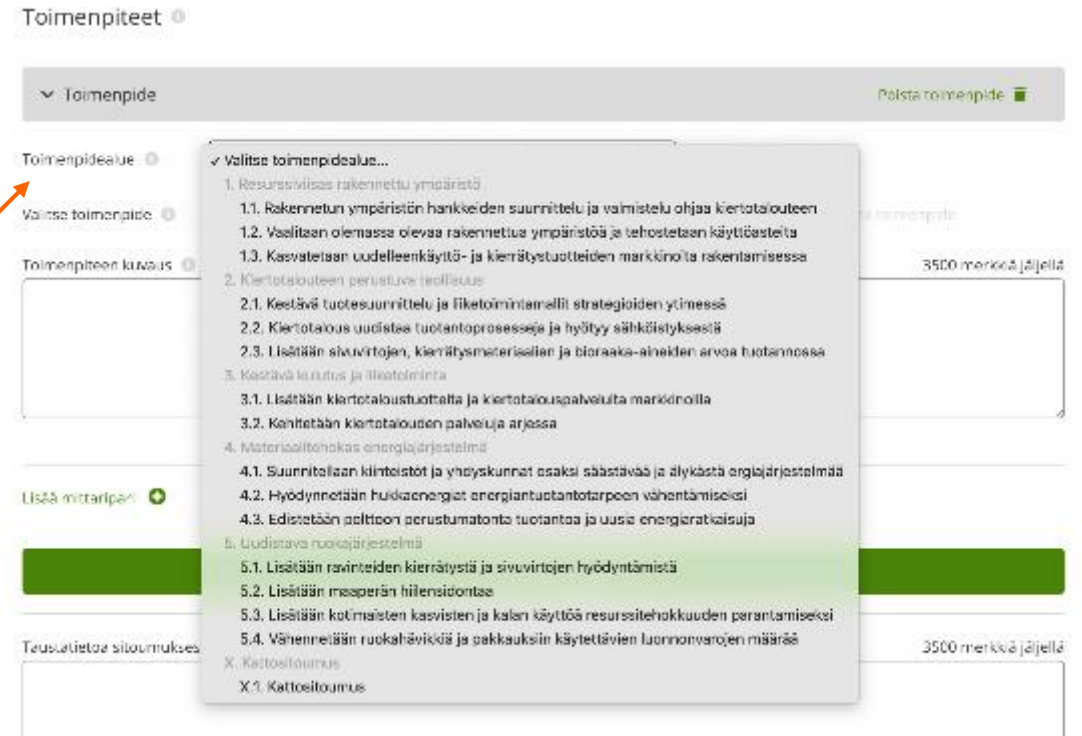 Toimenpiteet
Toimenpide
Poista toimenpide
Toimenpidealue
✓ Valitse toimenpidealue...
1. Resurssiviisas rakennettu ympäristö
1.1. Rakennetun ympäristön hankkeiden suunnittelu ja valmistelu ohjaa kiertotalouteen
Valitse toimenpide
toimenpide
1.2. Vaalitaan olemassa olevaa rakennettua ympäristöä ja tehostetaan käyttöasteita
1.3. Kasvatetaan uudelleenkäyttö- ja kierrätystuotteiden markkinoita rakentamisessa
Toimenpiteen kuvaus
3500 merkkiä jäljellä
2. Kiertotalouteen perustuva teollisuus
2.1. Kestävä tuotesuunnittelu ja liiketoimintamallit strategioiden ytimessä
2.2. Kiertotalous uudistaa tuotantoprosesseja ja hyötyy sähköistyksestä
2.3. Lisätään sivuvirtojen, kierrätysmateriaalien ja bioraaka-aineiden arvoa tuotannossa
3. Kestävä kulutus ja liiketoiminta
3.1. Lisätään kiertotaloustuotteita ja kiertotalouspalveluita markkinoilla
3.2. Kehitetään kiertotalouden palveluja arjessa
4. Materiaalitehokas energiajärjestelmä
4.1. Suunnitellaan kiinteistöt ja yhdyskunnat osaksi säästävää ja älykästä ergiajärjestelmää
Lisää mittaripari
4.2. Hyödynnetään hukkaenergiat energiantuotantotarpeen vähentämiseksi
4.3. Edistetään polttoon perustumatonta tuotantoa ja uusia energiaratkaisuja
5. Uudistava ruokajärjestelmä
5.1. Lisätään ravinteiden kierrätystä ja sivuvirtojen hyödyntämistä
5.2. Lisätään maaperän hiilensidontaa
5.3. Lisätään kotimaisten kasvisten ja kalan käyttöä resurssitehokkuuden parantamiseksi
5.4. Vähennetään ruokahävikkiä ja pakkauksiin käytettävien luonnonvarojen määrää
Taustatietoa sitoumukses
3500 merkkiä jäljellä
X. Kattositoumus
X.1. Kattositoumus